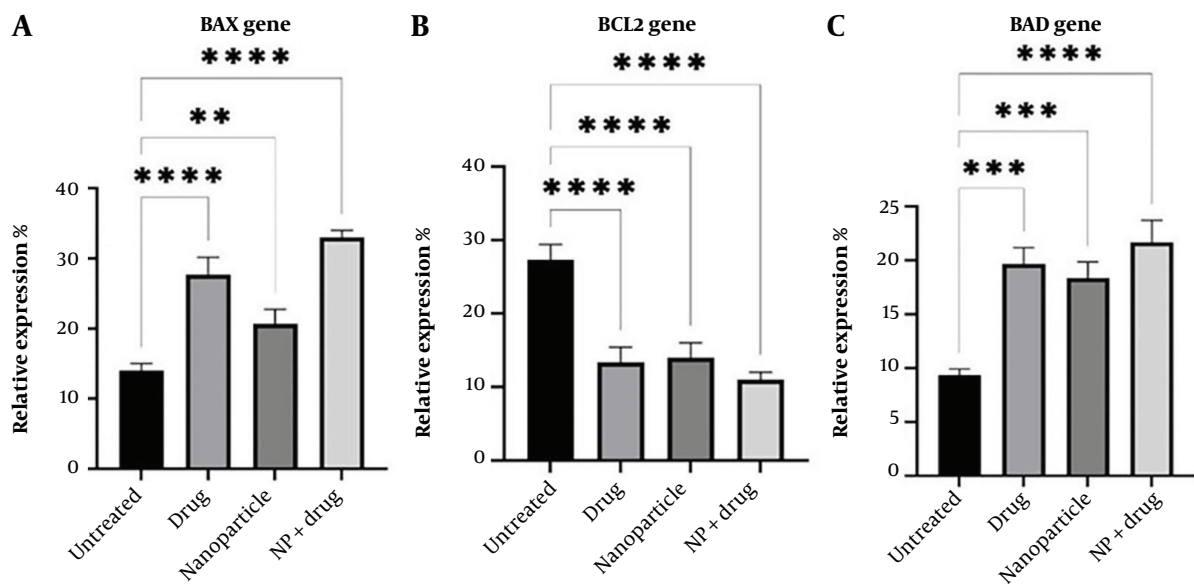 A
BAX gene
****
**
****
Relative expression %
40
30
20
10
0
Untreated
Drug
Nanoparticle
NP + drug
B
BCL2 gene
****
****
****
Relative expression %
40
30
20
10
0
Untreated
Drug
Nanoparticle
NP + drug
C
BAD gene
****
***
***
Relative expression %
25
20
15
10
5
0
Untreated
Drug
Nanoparticle
NP + drug